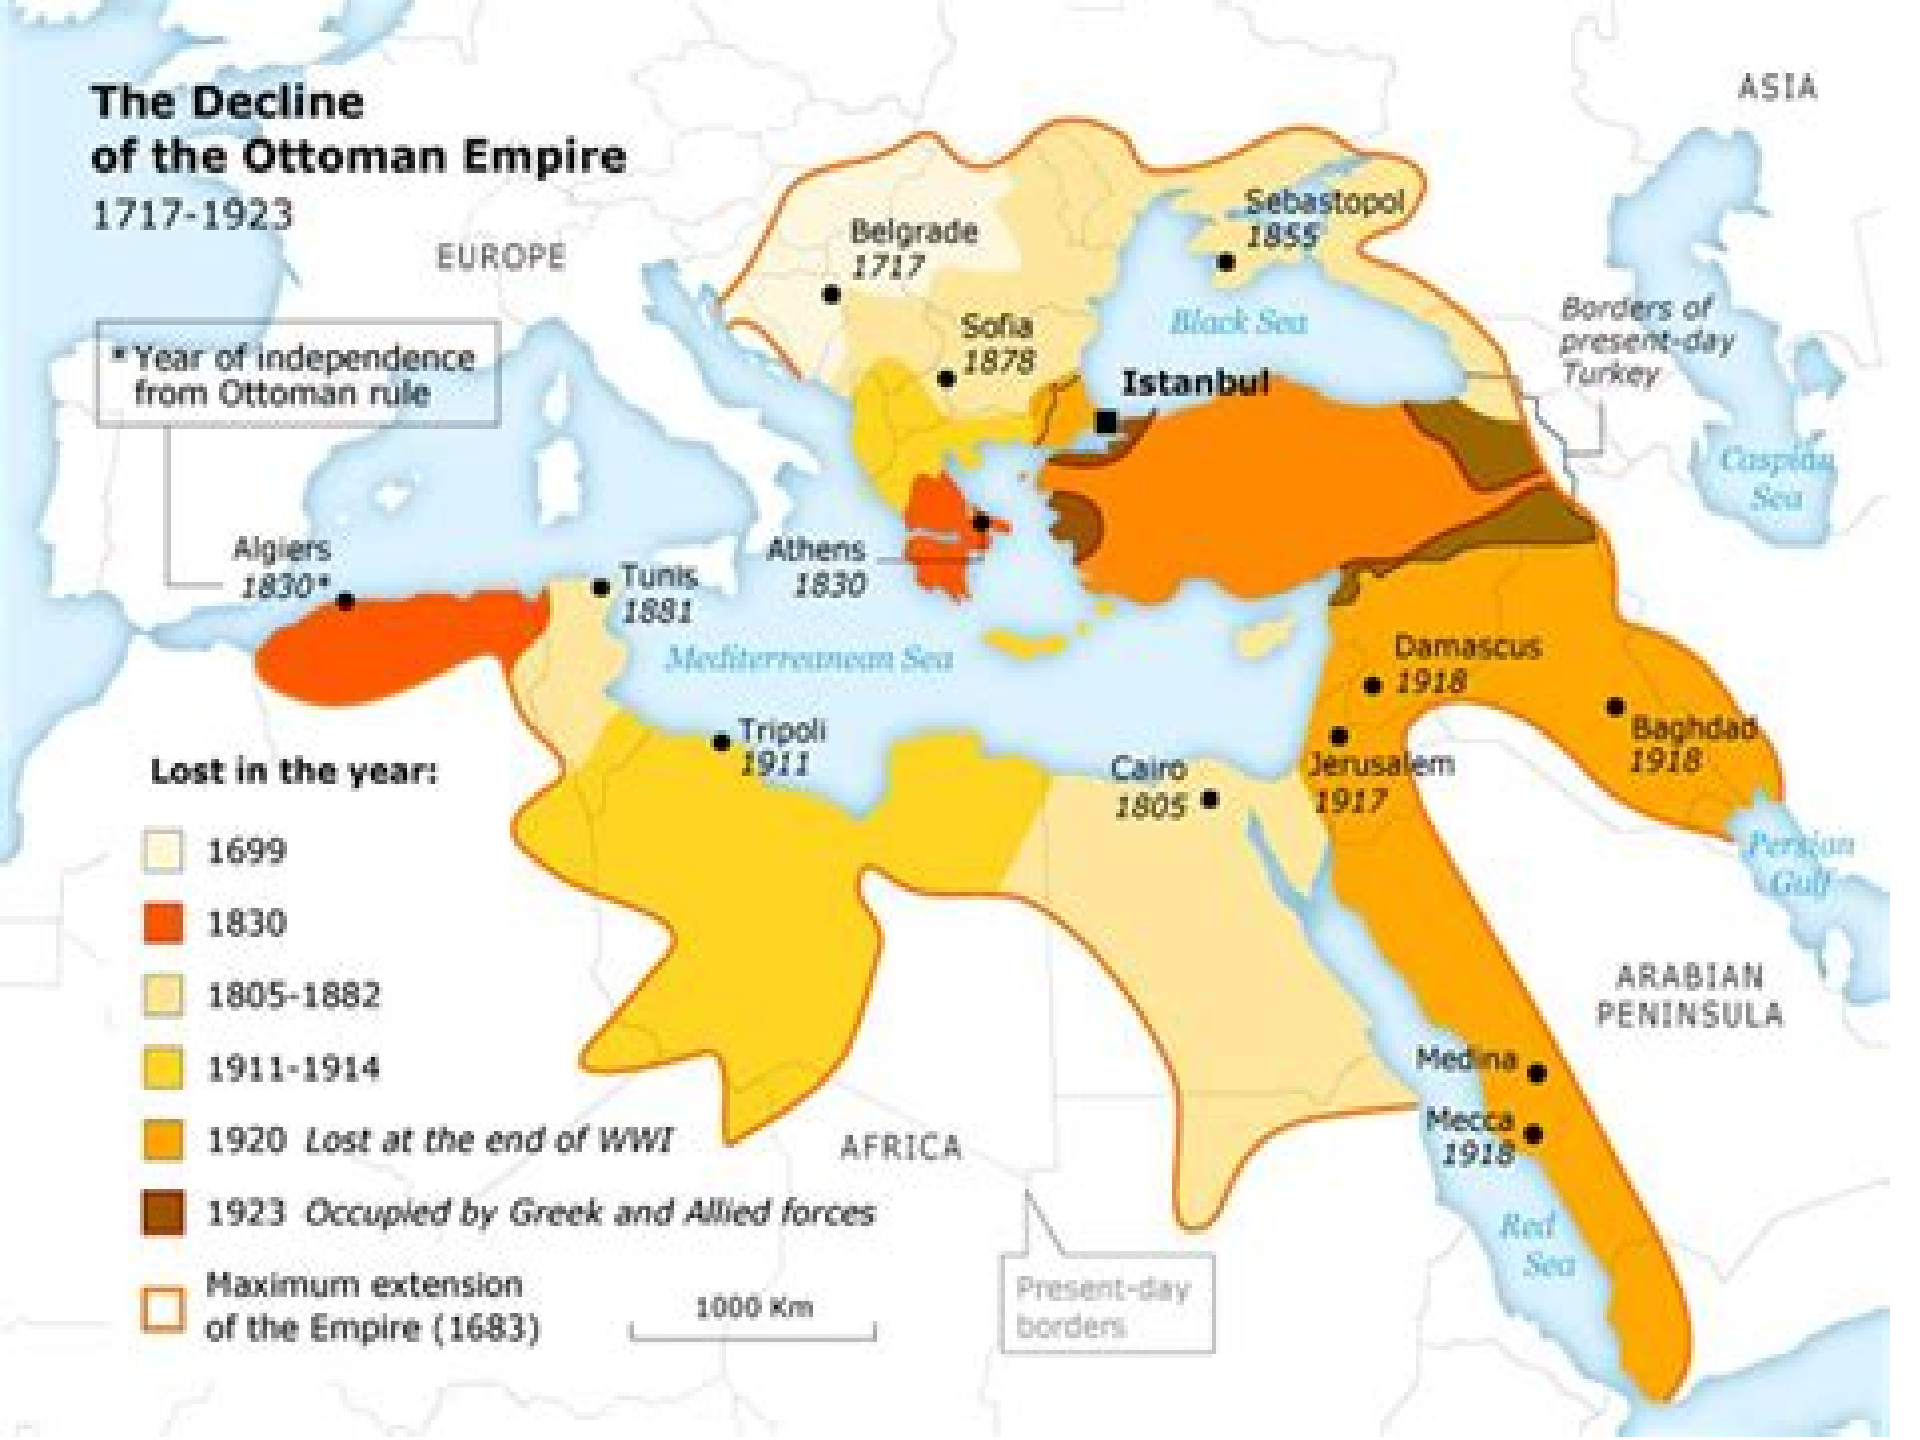 The Decline
of the Ottoman Empire
1717-1923
EUROPE
ASIA
* Year of independence
from Ottoman rule
Belgrade
1717
Sebastopol
1855
Sofia
1878
Black Sea
Istanbul
Borders of
present-day
Turkey
Caspian
Sea
Algiers
1830*
Tunis
1881
Athens
1830
Mediterranean Sea
Tripoli
1911
Cairo
1805
Damascus
1918
Jerusalem
1917
Baghdad
1918
Persian
Gulf
ARABIAN
PENINSULA
Medina
Mecca
1918
Red
Sea
AFRICA
Present-day
borders
Lost in the year:
1699
1830
1805-1882
1911-1914
1920 Lost at the end of WWI
1923 Occupied by Greek and Allied forces
Maximum extension
of the Empire (1683)
1000 Km